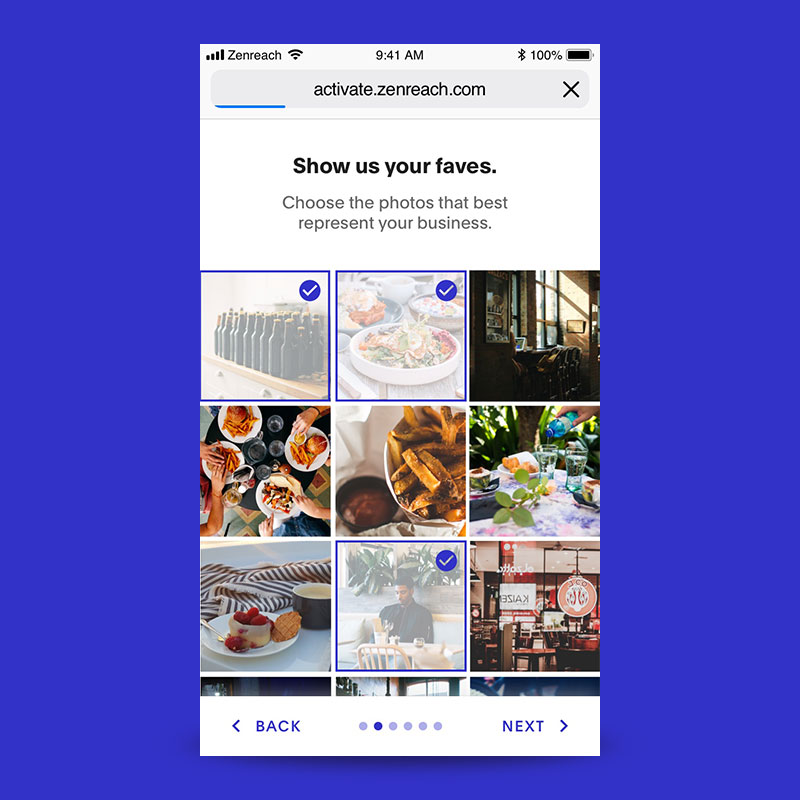 Zenreach 9:41 AM 100%
activate.zenreach.com
Show us your faves.
Choose the photos that best
represent your business.
KAIZE
BACK NEXT